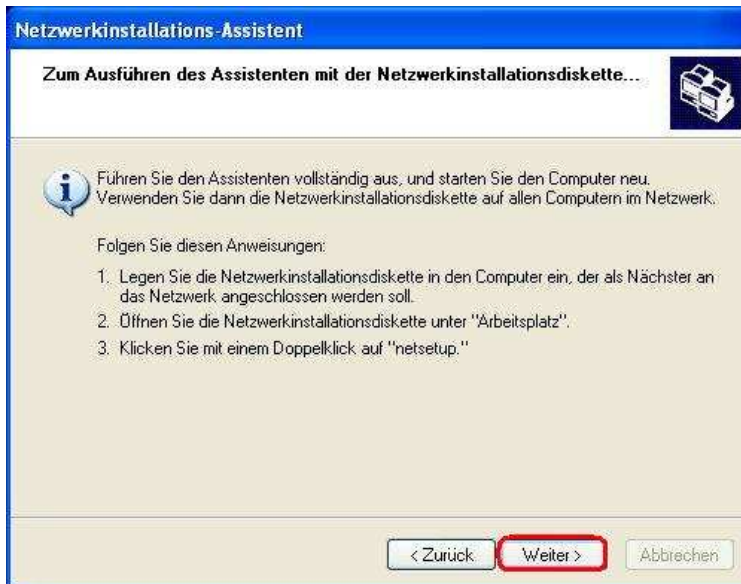 Netzwerkinstallations-Assistent
Zum Ausführen des Assistenten mit der Netzwerkinstallationsdiskette...
Führen Sie den Assistenten vollständig aus, und starten Sie den Computer neu.
Verwenden Sie dann die Netzwerkinstallationsdiskette auf allen Computern im Netzwerk.
Folgen Sie diesen Anweisungen:
1. Legen Sie die Netzwerkinstallationsdiskette in den Computer ein, der als Nächster an
das Netzwerk angeschlossen werden soll.
2. Öffnen Sie die Netzwerkinstallationsdiskette unter "Arbeitsplatz".
3. Klicken Sie mit einem Doppelklick auf "netsetup."
< Zurück Weiter > Abbrechen